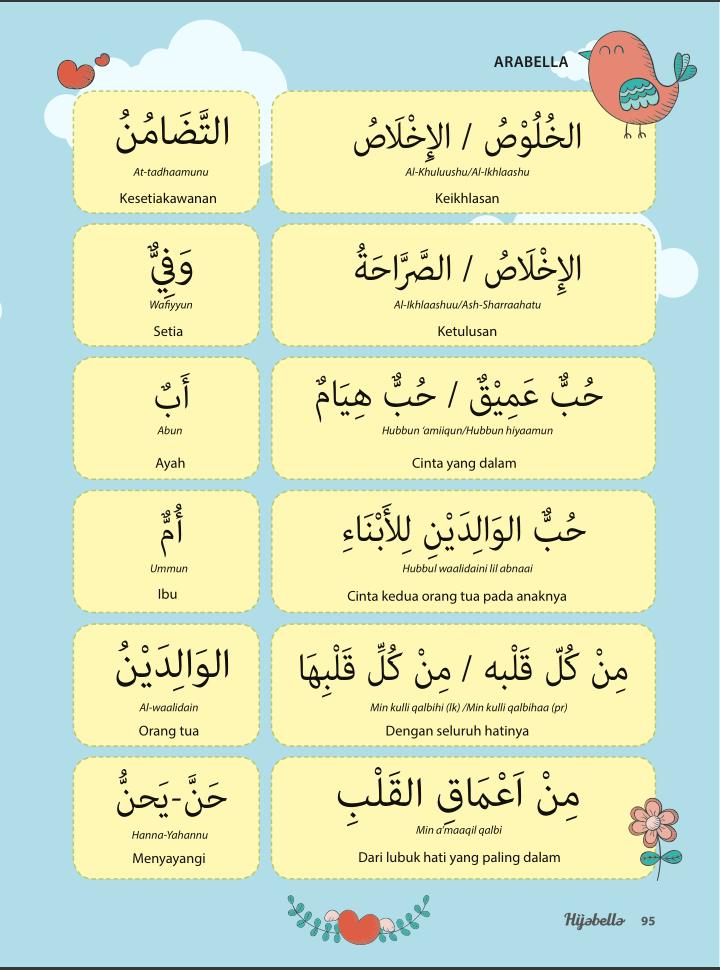 ARABELLA
التَّضَامُنُ
At-tadhaamunu
Kesetiakawanan
الخُلُوْصُ / الإِخْلَاصُ
Al-Khuluushu/Al-Ikhlaashu
Keikhlasan
وَفِيٌّ
Wafiyyun
Setia
الإِخْلَاصُ / الصَّرَّاحَةُ
Al-Ikhlaashuu/Ash-Sharraahatu
Ketulusan
أَبٌ
Abun
Ayah
حُبٌّ عَمِيْقٌ / حُبٌّ هِيَامٌ
Hubbun ‘amiiqun/Hubbun hiyaamun
Cinta yang dalam
أُمٌّ
Ummun
Ibu
حُبٌّ الوَالِدَيْنِ لِلأَبْنَاءِ
Hubbul waalidaini lil abnaai
Cinta kedua orang tua pada anaknya
الوَالِدَيْنُ
Al-waalidain
Orang tua
مِنْ كُلّ قَلْبه / مِنْ كُلِّ قَلْبِهَا
Min kulli qalbihi (lk) /Min kulli qalbihaa (pr)
Dengan seluruh hatinya
حَنَّ-يَحنُّ
Hanna-Yahannu
Menyayangi
مِنْ اَعْمَاقِ القَلْبِ
Min a’maaqil qalbi
Dari lubuk hati yang paling dalam
Hijabella 95